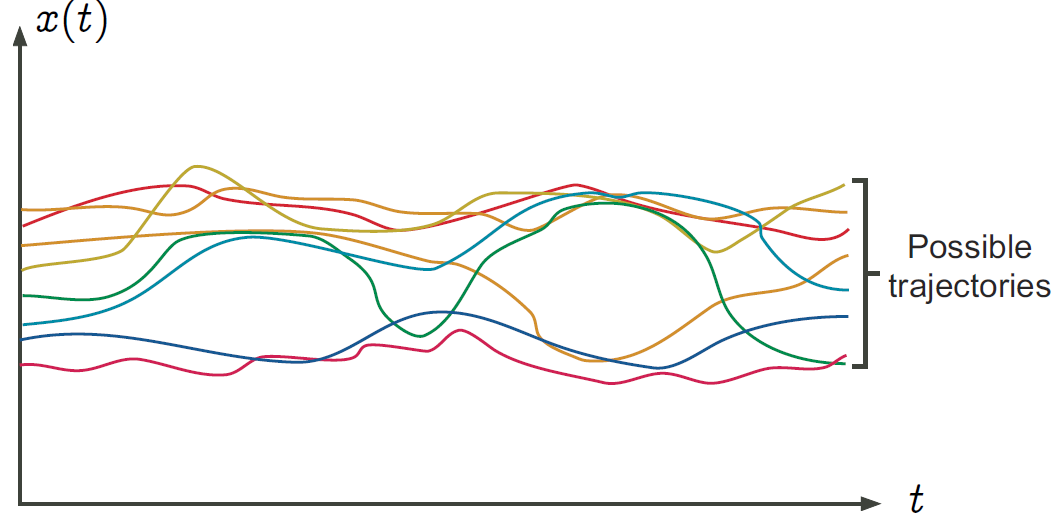 x(t)
Possible
trajectories
t